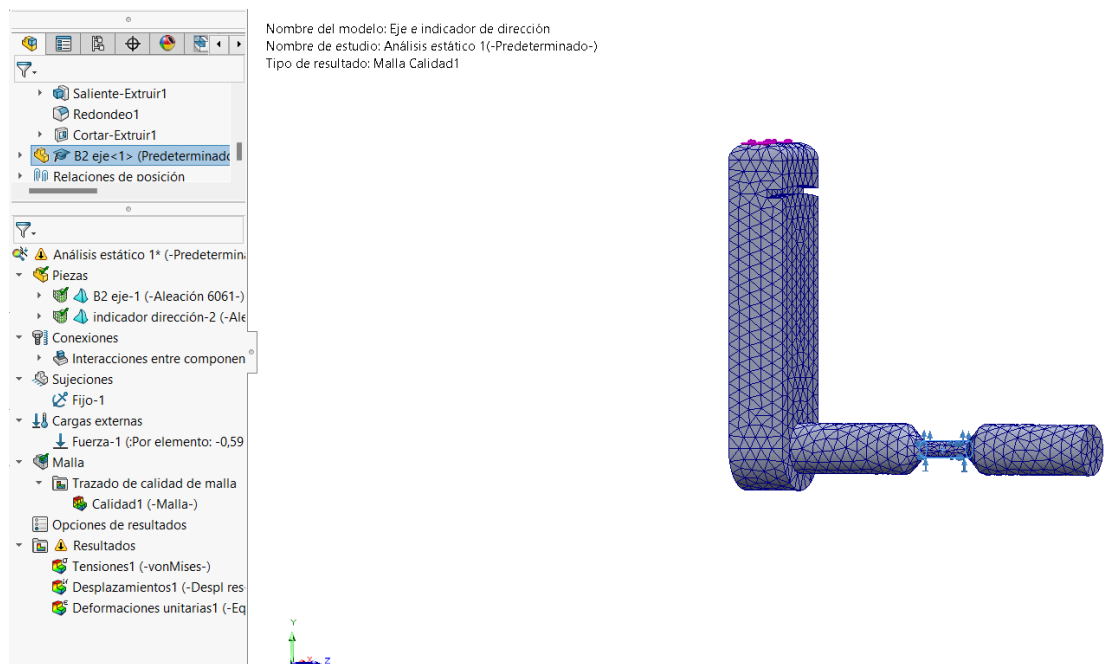 Nombre del modelo: Eje e indicador de dirección
Nombre de estudio: Análisis estático 1(-Predeterminado-)
Tipo de resultado: Malla Calidad1
Saliente-Extruir1
Redondeo1
Cortar-Extruir1
B2 eje<1> (Predeterminado
Relaciones de posición
Análisis estático 1* (-Predetermin
Piezas
B2 eje-1 (-Aleación 6061-)
indicador dirección-2 (-Ale
Conexiones
Interacciones entre componen
Sujeciones
Fijo-1
Cargas externas
Fuerza-1 (:Por elemento: -0,59
Malla
Trazado de calidad de malla
Calidad1 (-Malla-)
Opciones de resultados
Resultados
Tensiones1 (-vonMises-)
Desplazamientos1 (-Despl res
Deformaciones unitarias1 (-Eq
Y
X Z